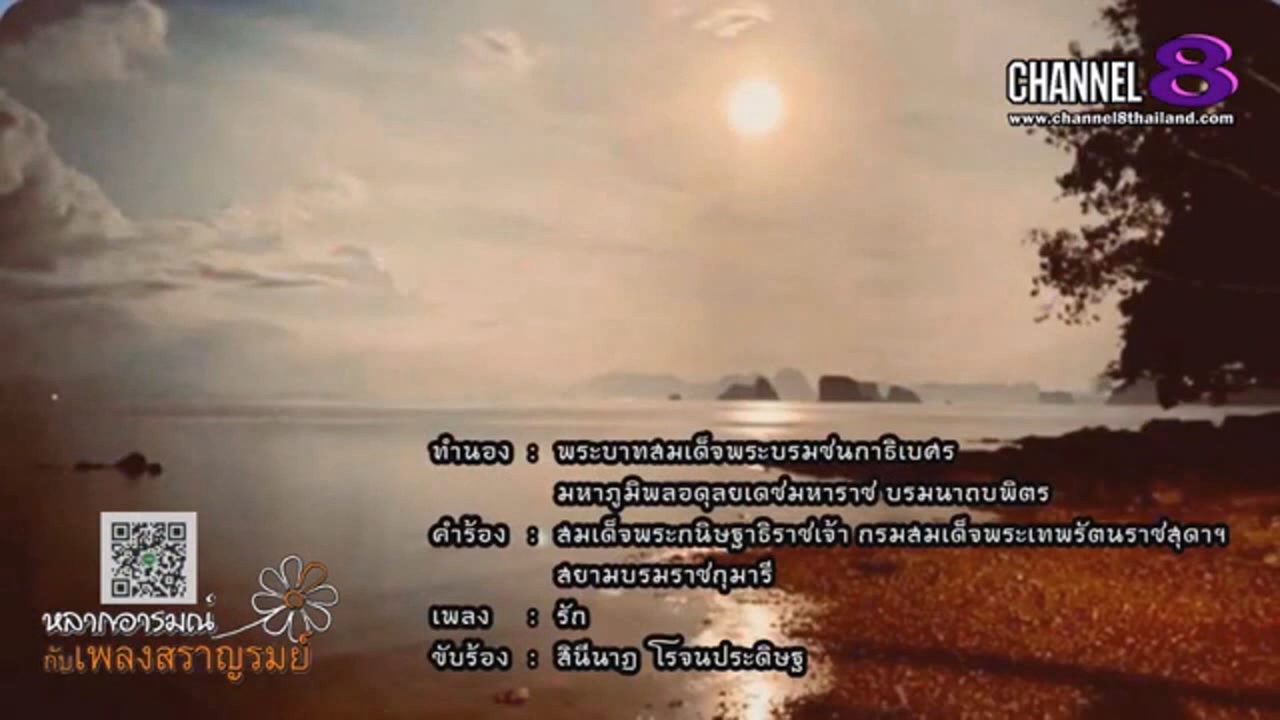 CHANNEL 8
www.channel8thailand.com
ทำนอง : พระบาทสมเด็จพระบรมชนกาธิเบศร
มหาภูมิพลอดุลยเดชมหาราช บรมนาถบพิตร
คำร้อง : สมเด็จพระกนิษฐาธิราชเจ้า กรมสมเด็จพระเทพรัตนราชสุดาฯ
สยามบรมราชกุมารี
เพลง : รัก
ขับร้อง : สินีนาฏ โรจนประดิษฐ
หลากอารมณ์
กับเพลงสราญรมย์